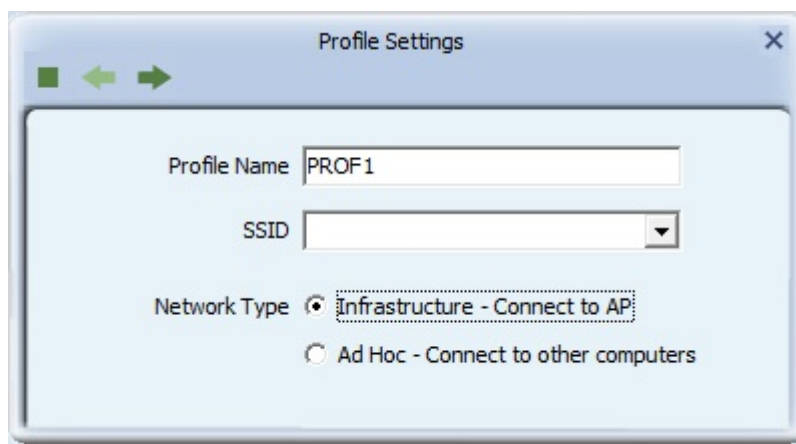 Profile Settings
Profile Name PROF1
SSID
Network Type Infrastructure - Connect to AP
Ad Hoc - Connect to other computers